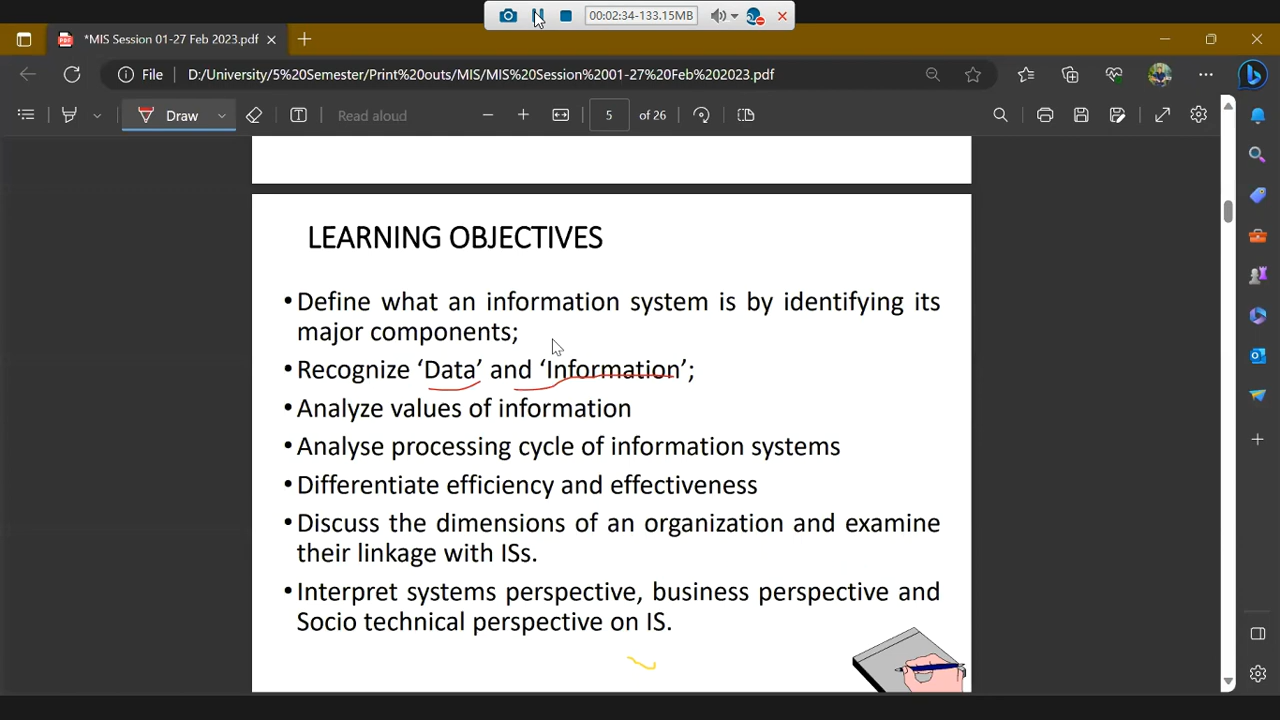 00:02:34-133.15MB
*MIS Session 01-27 Feb 2023.pdf
File D:/University/5%20Semester/Print%20outs/MIS/MIS%20Session%2001-27%20Feb%202023.pdf
Draw Read aloud 5 of 26
LEARNING OBJECTIVES
•Define what an information system is by identifying its
major components;
•Recognize ‘Data’ and ‘Information’;
•Analyze values of information
•Analyse processing cycle of information systems
•Differentiate efficiency and effectiveness
•Discuss the dimensions of an organization and examine
their linkage with ISs.
•Interpret systems perspective, business perspective and
Socio technical perspective on IS.